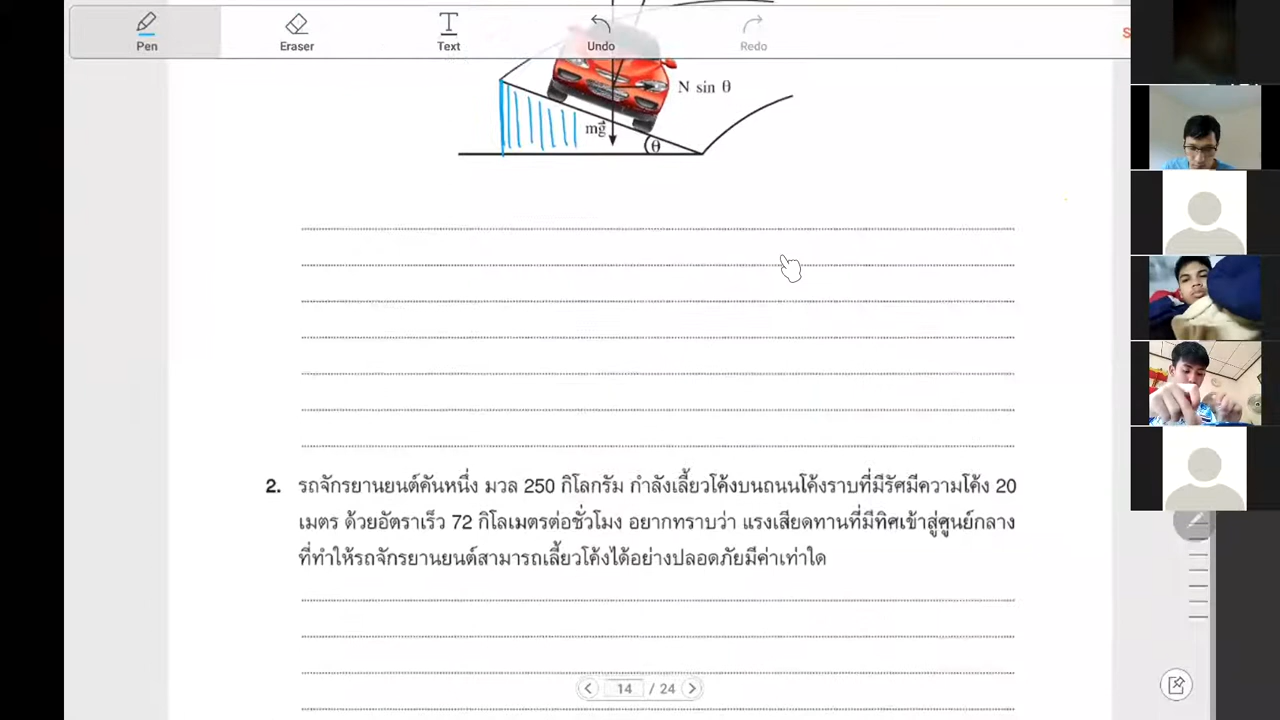 Pen
Eraser
Text
Undo
Redo
S
N sin θ
mg⃗
θ
2. รถจักรยานยนต์คันหนึ่ง มวล 250 กิโลกรัม กำลังเลี้ยวโค้งบนถนนโค้งราบที่มีรัศมีความโค้ง 20
เมตร ด้วยอัตราเร็ว 72 กิโลเมตรต่อชั่วโมง อยากทราบว่า แรงเสียดทานที่มีทิศเข้าสู่ศูนย์กลาง
ที่ทำให้รถจักรยานยนต์สามารถเลี้ยวโค้งได้อย่างปลอดภัยมีค่าเท่าใด
14 / 24